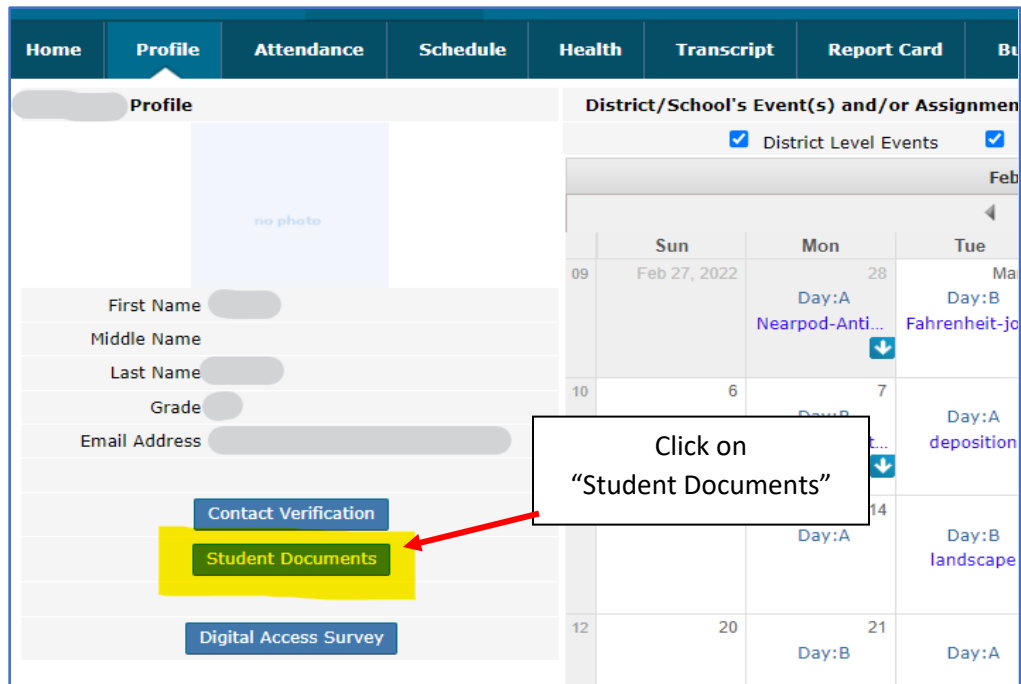 Home Profile Attendance Schedule Health Transcript Report Card
Profile
no photo
First Name
Middle Name
Last Name
Grade
Email Address
Contact Verification
Student Documents
Digital Access Survey
District/School's Event(s) and/or
District Level Events
Feb
Sun Mon Tue
09 Feb 27, 2022 28
Day:A Day:B
Nearpod-Anti...
10 6 7
Day:A
deposition
Click on
“Student Documents”
14
Day:A Day:B
landscape
12 20 21
Day:B Day:A